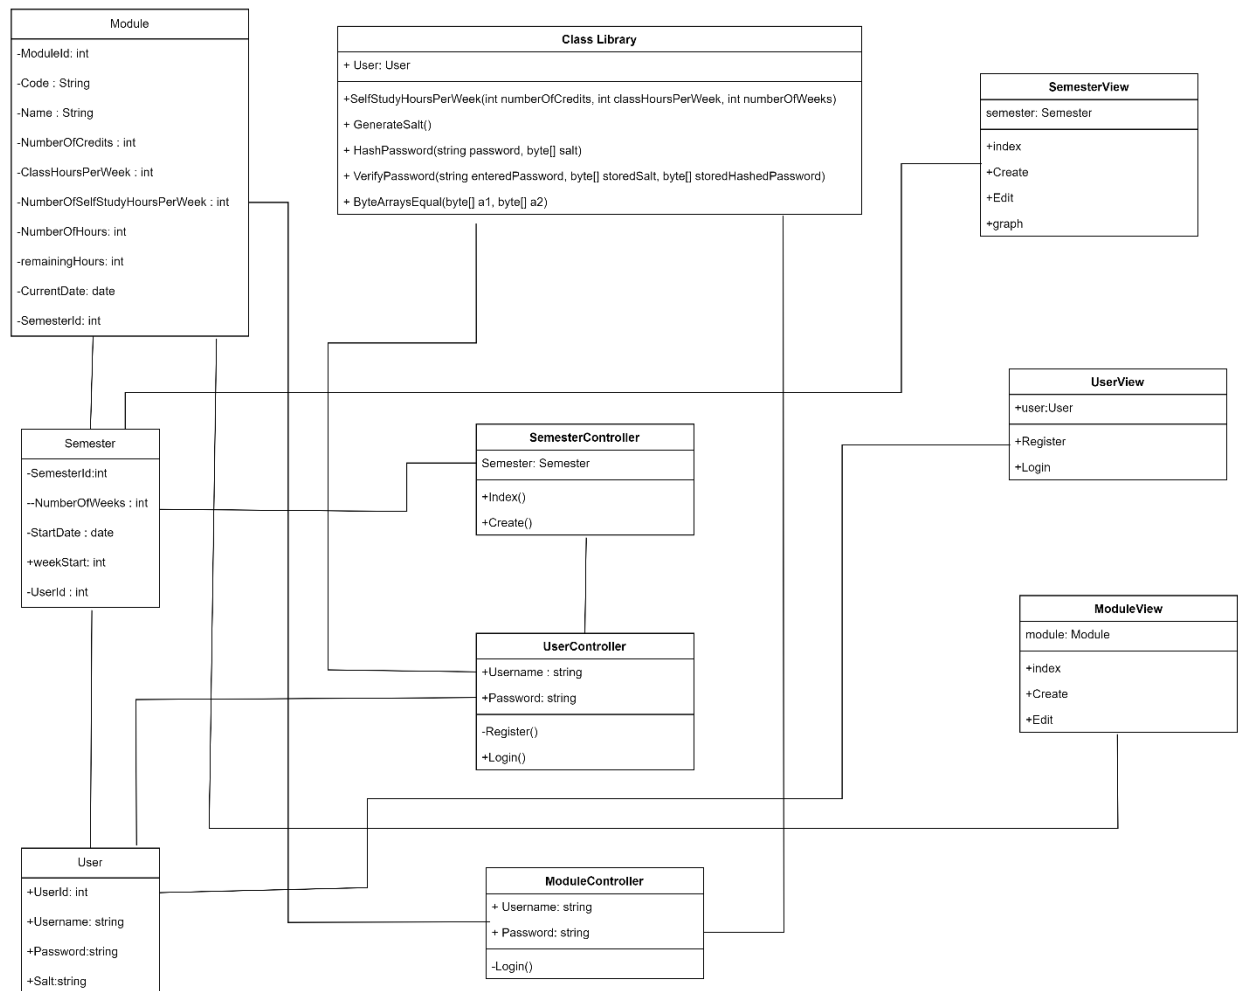 Module
-ModuleId: int
-Code : String
-Name : String
-NumberOfCredits : int
-ClassHoursPerWeek : int
-NumberOfSelfStudyHoursPerWeek : int
-NumberOfHours: int
-remainingHours: int
-CurrentDate: date
-SemesterId: int
Class Library
+ User: User
+SelfStudyHoursPerWeek(int numberOfCredits, int classHoursPerWeek, int numberOfWeeks)
+ GenerateSalt()
+ HashPassword(string password, byte[] salt)
+ VerifyPassword(string enteredPassword, byte[] storedSalt, byte[] storedHashedPassword)
+ ByteArraysEqual(byte[] a1, byte[] a2)
SemesterView
semester: Semester
+index
+Create
+Edit
+graph
UserView
+user:User
+Register
+Login
Semester
-SemesterId:int
--NumberOfWeeks : int
-StartDate : date
+weekStart: int
-UserId : int
SemesterController
Semester: Semester
+Index()
+Create()
UserController
+Username : string
+Password: string
-Register()
+Login()
ModuleView
module: Module
+index
+Create
+Edit
User
+UserId: int
+Username: string
+Password:string
+Salt:string
ModuleController
+ Username: string
+ Password: string
-Login()